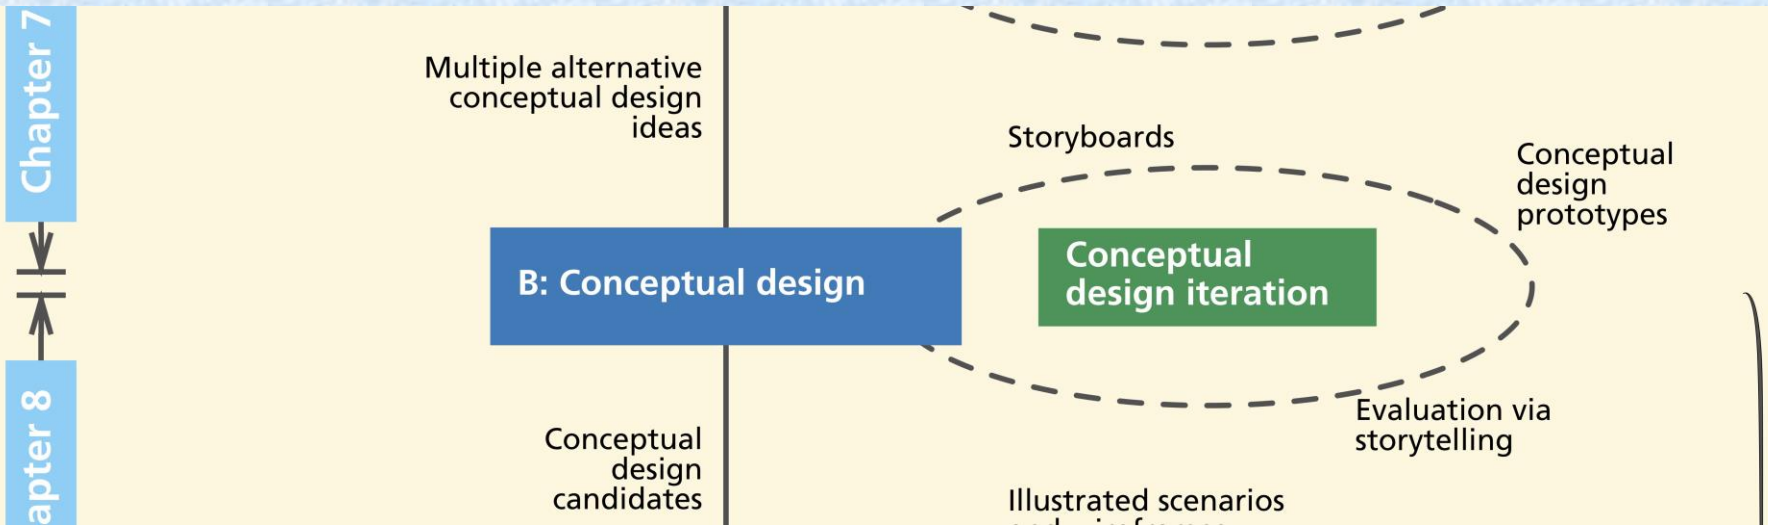 Chapter 7
Multiple alternative
conceptual design
ideas
Storyboards
Conceptual
design
prototypes
B: Conceptual design
Conceptual
design iteration
Evaluation via
storytelling
Conceptual
design
candidates
apter 8
Illustrated scenarios